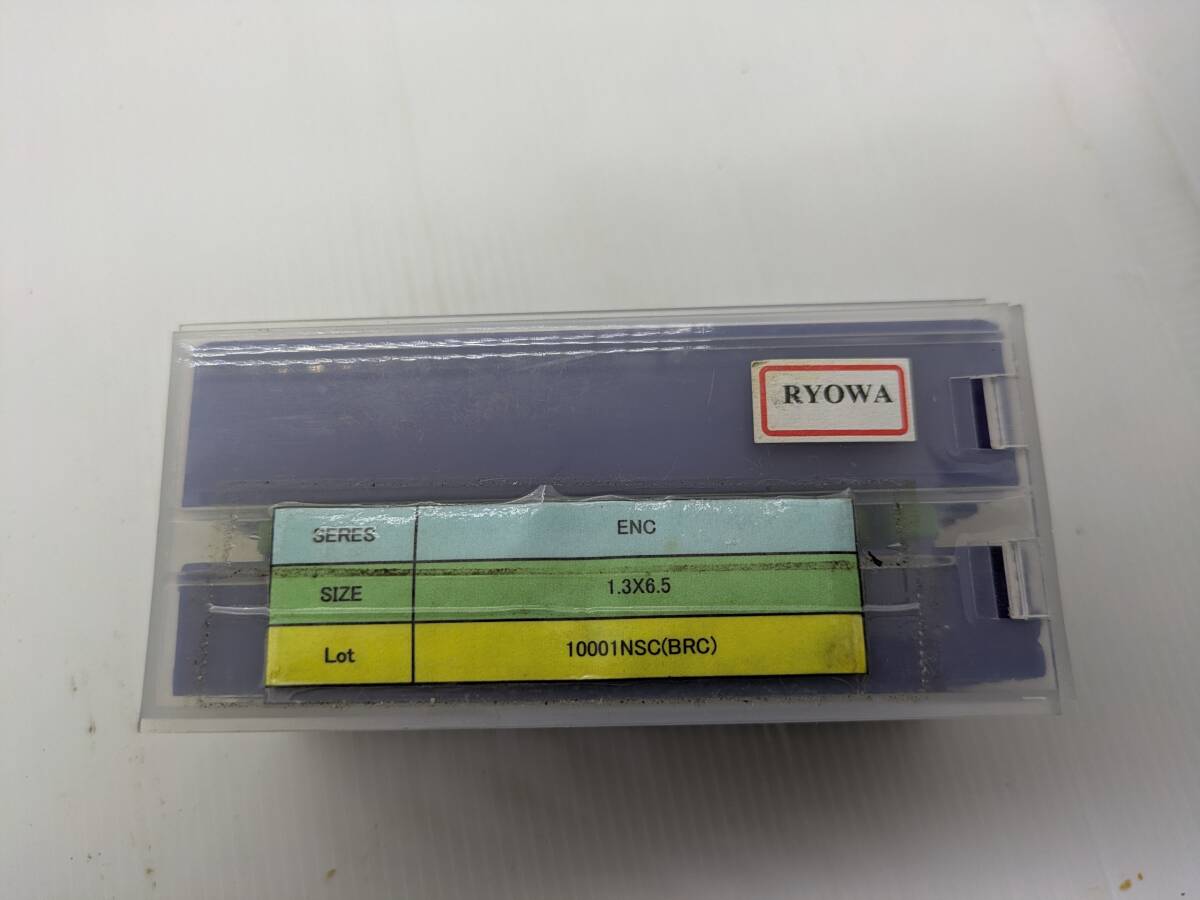 RYOWA
SERES ENC
SIZE 1.3X6.5
Lot 10001NSC(BRC)